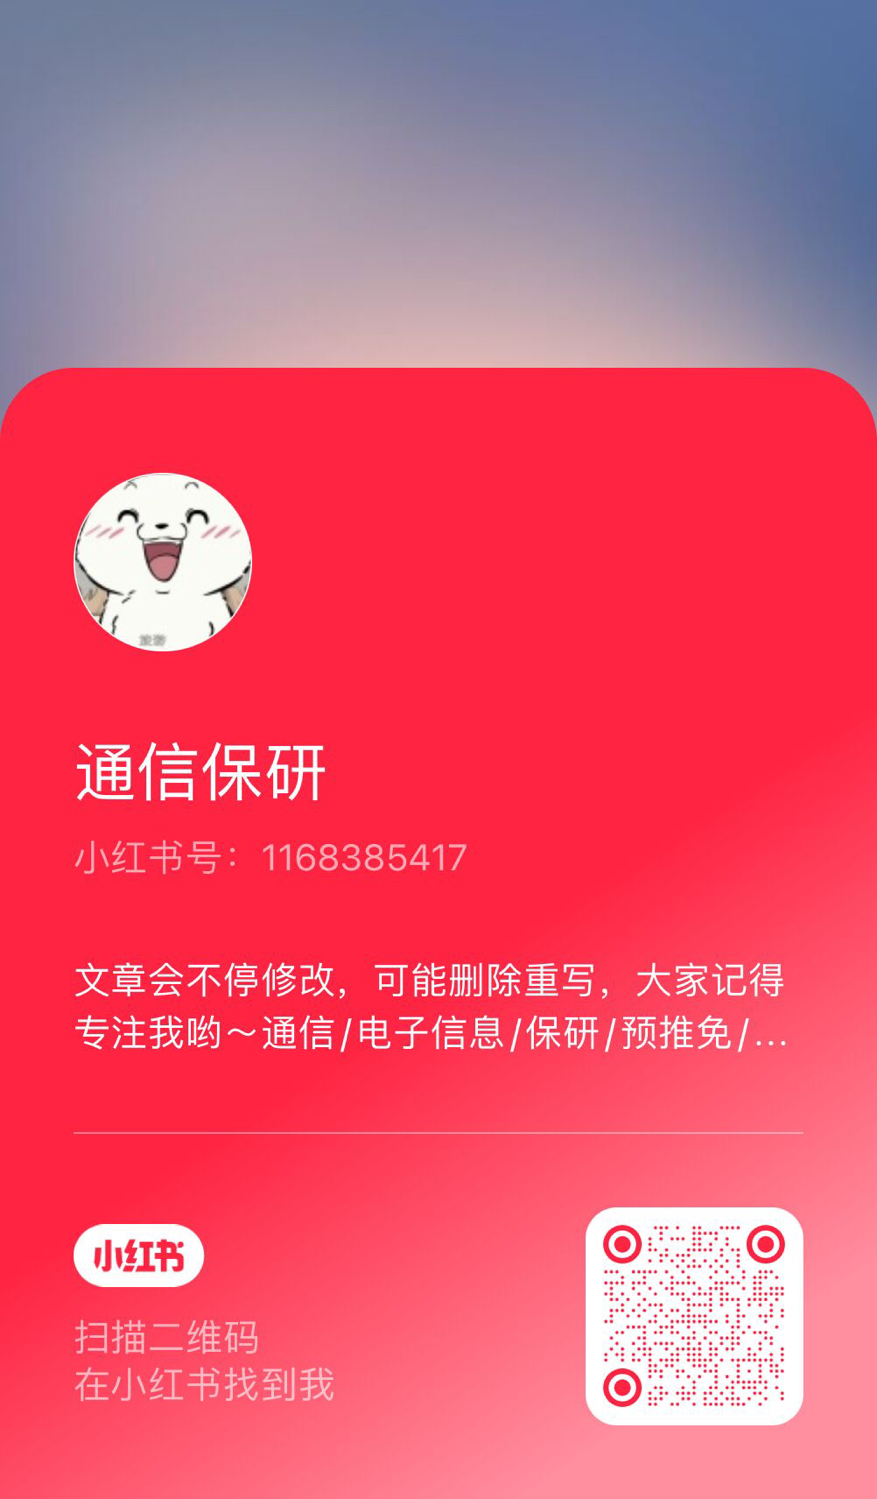 通信保研
小红书号：1168385417
文章会不停修改，可能删除重写，大家记得
专注我哟～通信/电子信息/保研/预推免/...
小红书
扫描二维码
在小红书找到我